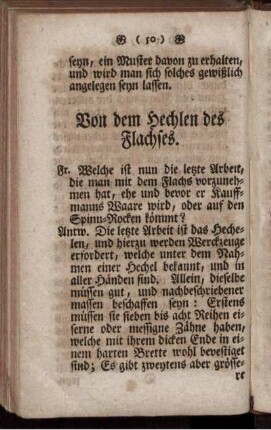 ( 50 )
seyn, ein Muster davon zu erhalten,
und wird man sich solches gewißlich
angelegen seyn lassen.
Von dem Hechlen des
Flachses.
Fr. Welche ist nun die letzte Arbeit,
die man mit dem Flachs vorzuneh-
men hat, ehe und bevor er Kauff-
manns Waare wird, oder auf den
Spinn-Rocken kömmt?
Antw. Die letzte Arbeit ist das Heche-
len, und hierzu werden Werckzeuge
erfordert, welche unter dem Nah-
men einer Hechel bekannt, und in
aller Händen sind. Allein, dieselbe
müssen gut, und nachbeschriebener
massen beschaffen seyn: Erstens
müssen sie sieben bis acht Reihen ei-
serne oder messigne Zähne haben,
welche mit ihrem dicken Ende in ei-
nem harten Brette wohl bevestiget
sind; Es gibt zweytens aber grösse-
re